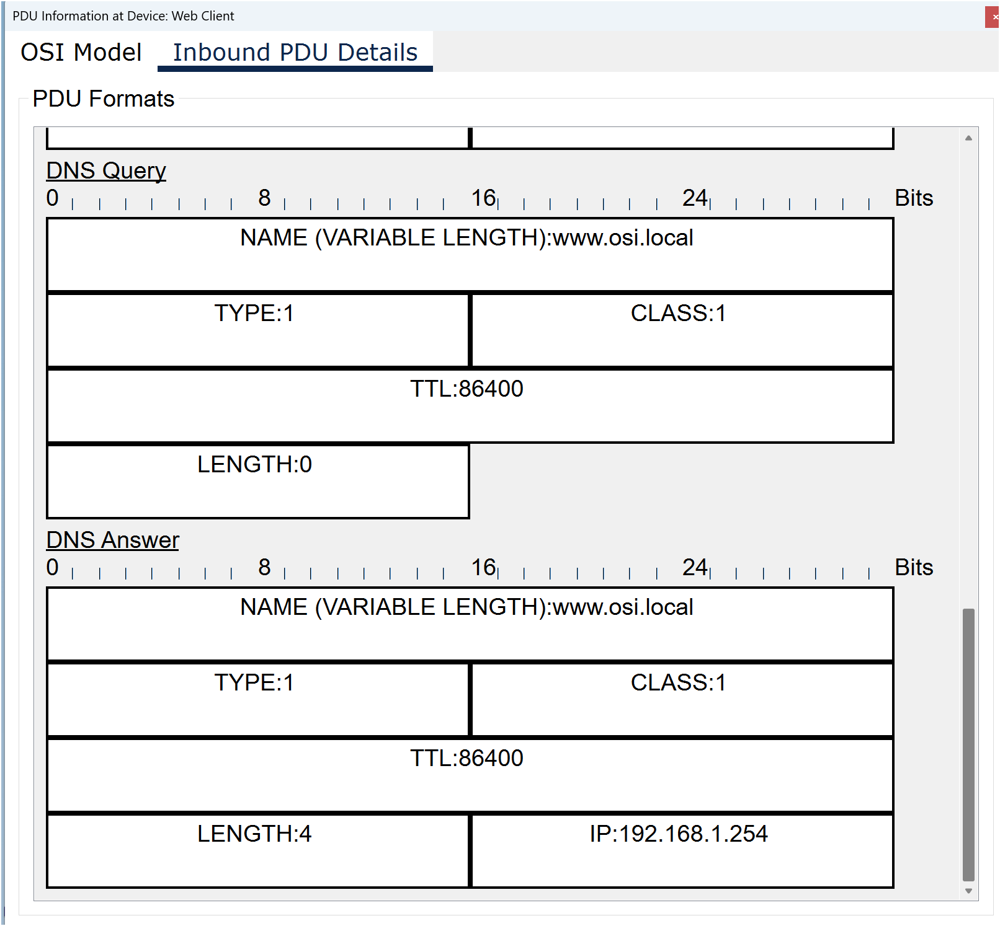 PDU Information at Device: Web Client
OSI Model Inbound PDU Details
PDU Formats
DNS Query
0 8 16 24 Bits
NAME (VARIABLE LENGTH):www.osi.local
TYPE:1 CLASS:1
TTL:86400
LENGTH:0
DNS Answer
0 8 16 24 Bits
NAME (VARIABLE LENGTH):www.osi.local
TYPE:1 CLASS:1
TTL:86400
LENGTH:4 IP:192.168.1.254